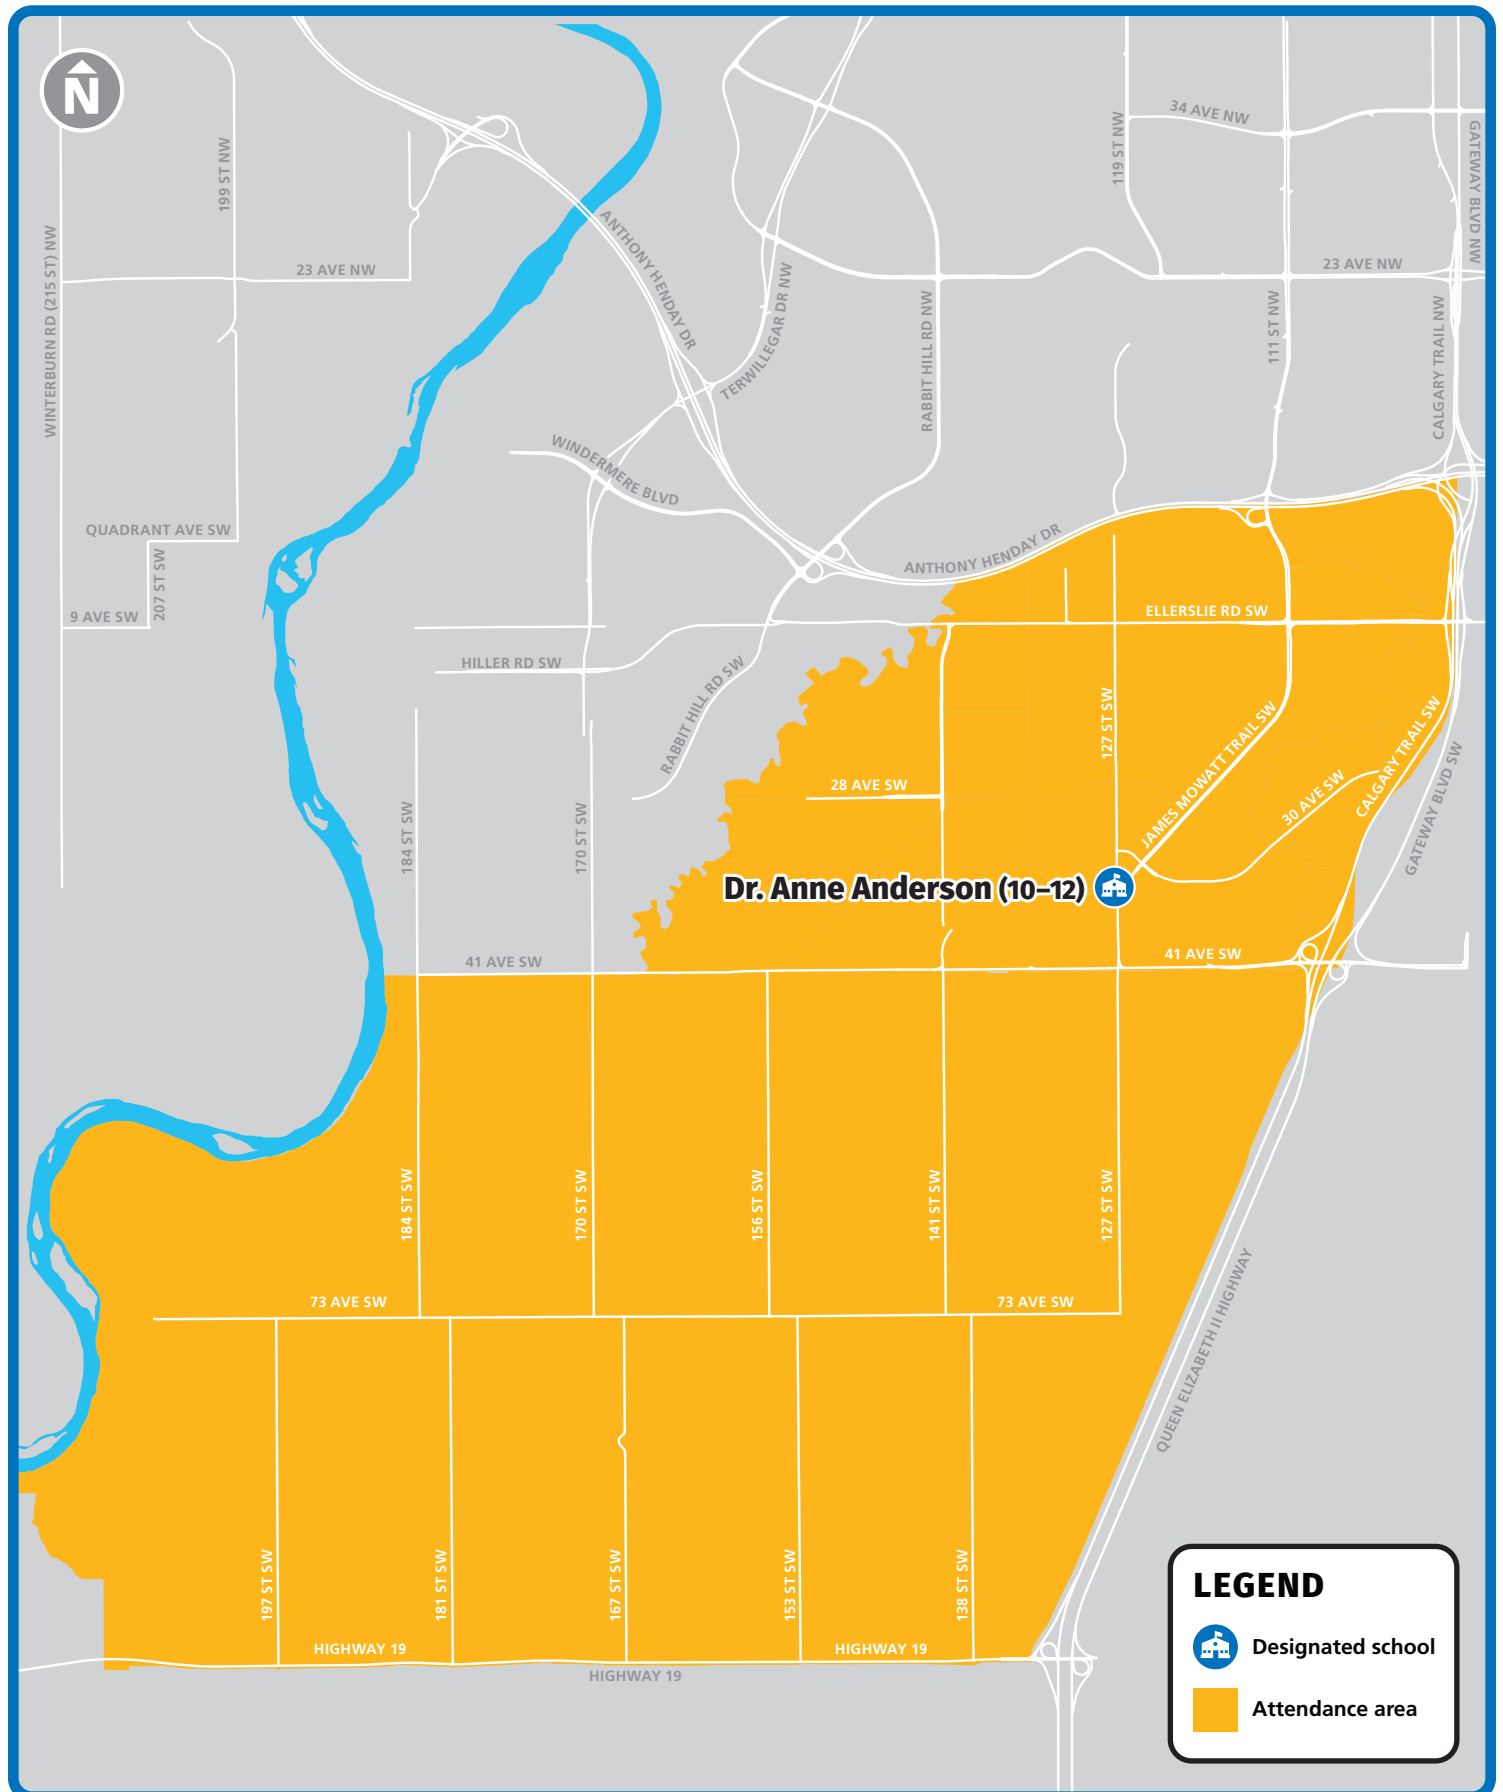 N
34 AVE NW
119 ST NW
GATEWAY BLVD NW
199 ST NW
WINTERBURN RD (215 ST) NW
ANTHONY HENDAY DR
23 AVE NW
23 AVE NW
TERWILLEGAR DR NW
RABBIT HILL RD NW
111 ST NW
CALGARY TRAIL NW
WINDERMERE BLVD
QUADRANT AVE SW
207 ST SW
ANTHONY HENDAY DR
9 AVE SW
ELLERSLIE RD SW
HILLER RD SW
RABBIT HILL RD SW
127 ST SW
JAMES MOWATT TRAIL SW
CALGARY TRAIL SW
28 AVE SW
30 AVE SW
GATEWAY BLVD SW
184 ST SW
170 ST SW
Dr. Anne Anderson (10–12)
41 AVE SW
41 AVE SW
184 ST SW
170 ST SW
156 ST SW
141 ST SW
127 ST SW
73 AVE SW
73 AVE SW
QUEEN ELIZABETH II HIGHWAY
197 ST SW
181 ST SW
167 ST SW
153 ST SW
138 ST SW
HIGHWAY 19
HIGHWAY 19
HIGHWAY 19
LEGEND
Designated school
Attendance area